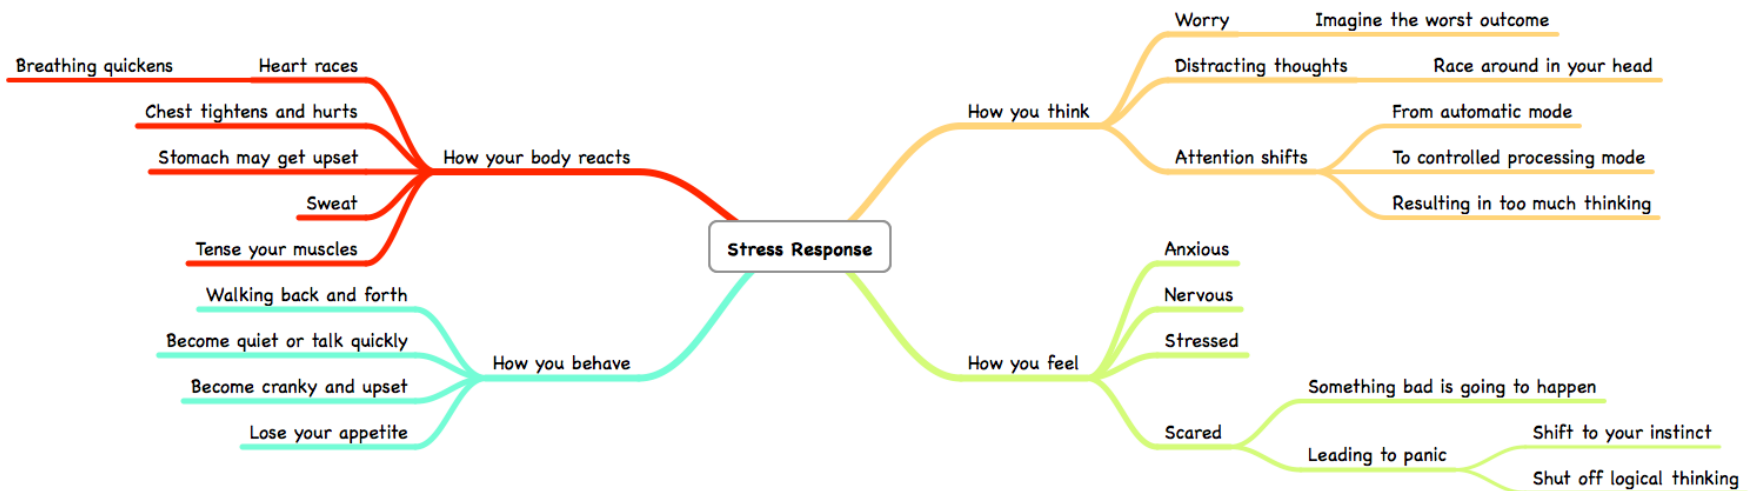 Stress Response
How your body reacts
Heart races
Breathing quickens
Chest tightens and hurts
Stomach may get upset
Sweat
Tense your muscles
How you behave
Walking back and forth
Become quiet or talk quickly
Become cranky and upset
Lose your appetite
How you think
Worry
Imagine the worst outcome
Distracting thoughts
Race around in your head
Attention shifts
From automatic mode
To controlled processing mode
Resulting in too much thinking
How you feel
Anxious
Nervous
Stressed
Scared
Something bad is going to happen
Leading to panic
Shift to your instinct
Shut off logical thinking